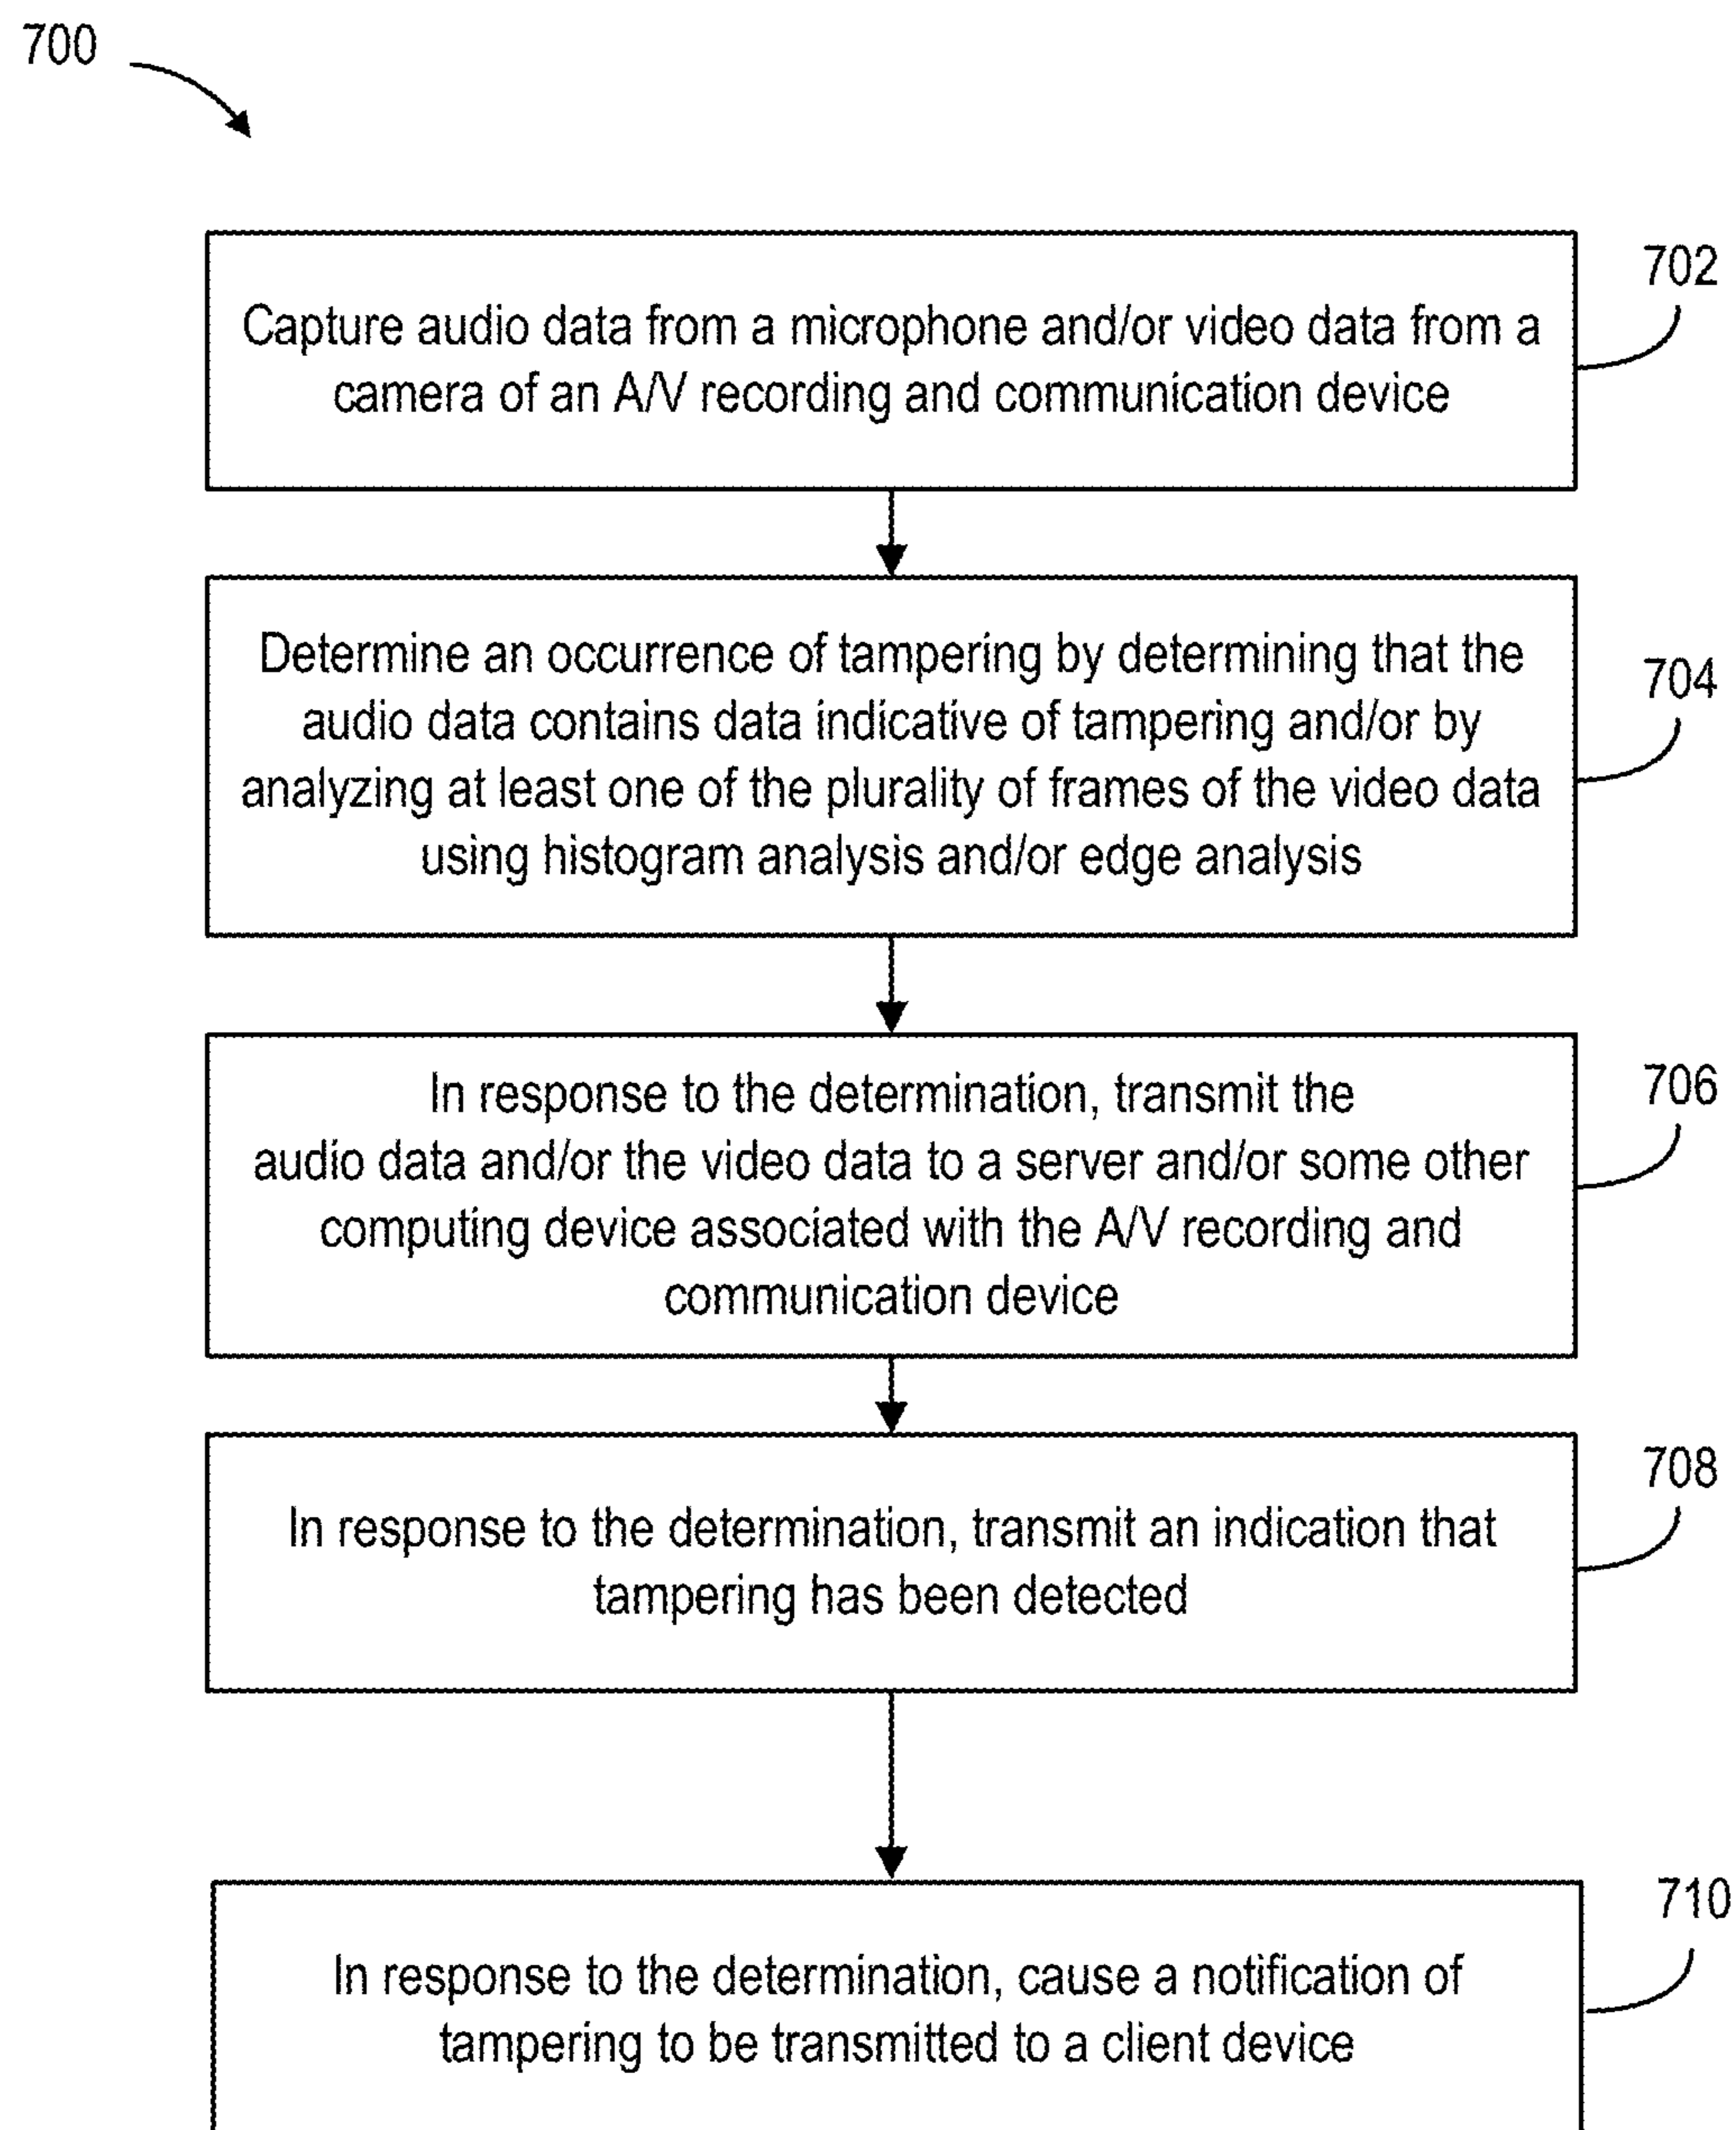 700
702
Capture audio data from a microphone and/or video data from a
camera of an A/V recording and communication device
704
Determine an occurrence of tampering by determining that the
audio data contains data indicative of tampering and/or by
analyzing at least one of the plurality of frames of the video data
using histogram analysis and/or edge analysis
706
In response to the determination, transmit the
audio data and/or the video data to a server and/or some other
computing device associated with the A/V recording and
communication device
708
In response to the determination, transmit an indication that
tampering has been detected
710
In response to the determination, cause a notification of
tampering to be transmitted to a client device